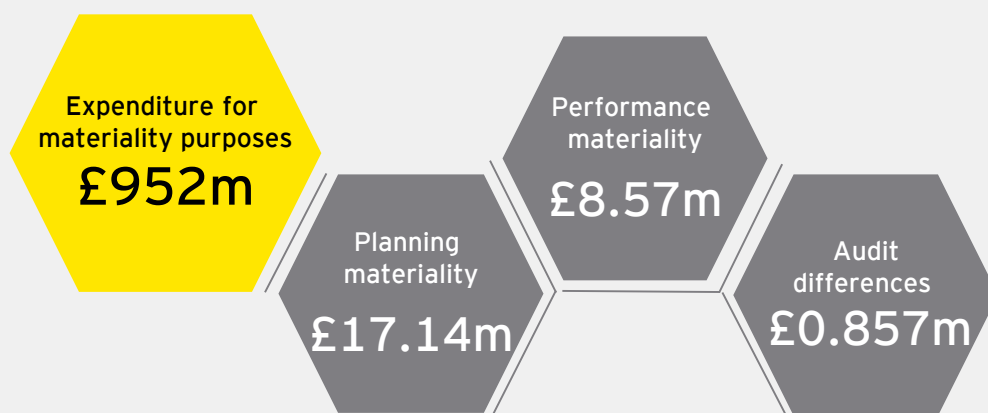 Expenditure for
materiality purposes
£952m
Planning
materiality
£17.14m
Performance
materiality
£8.57m
Audit
differences
£0.857m